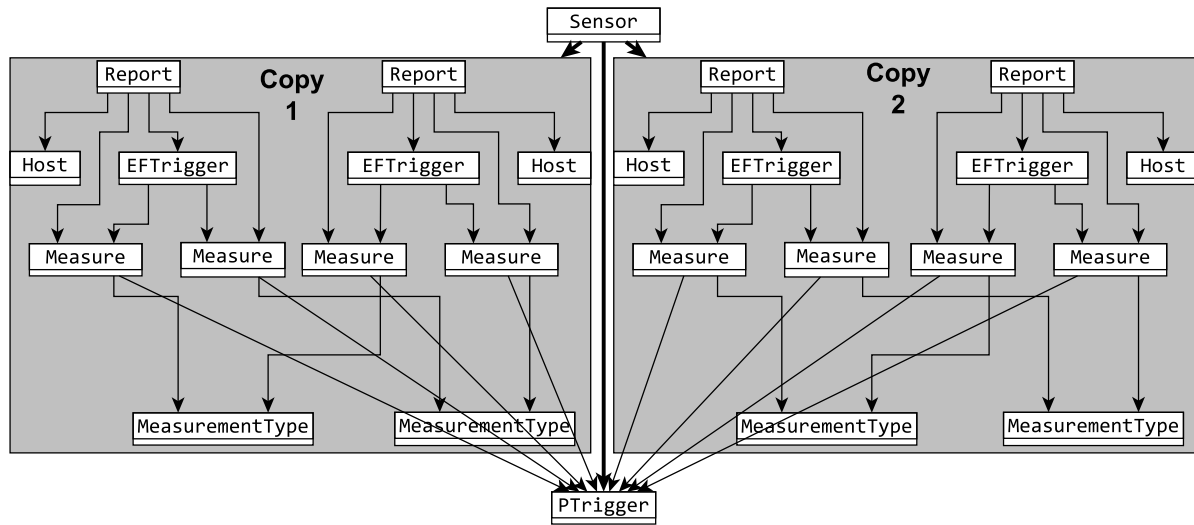 Sensor
Report
Copy
1
Report
Report
Copy
2
Report
Host
EFTrigger
EFTrigger
Host
Host
EFTrigger
EFTrigger
Host
Measure
Measure
Measure
Measure
Measure
Measure
Measure
Measure
MeasurementType
MeasurementType
MeasurementType
MeasurementType
PTrigger